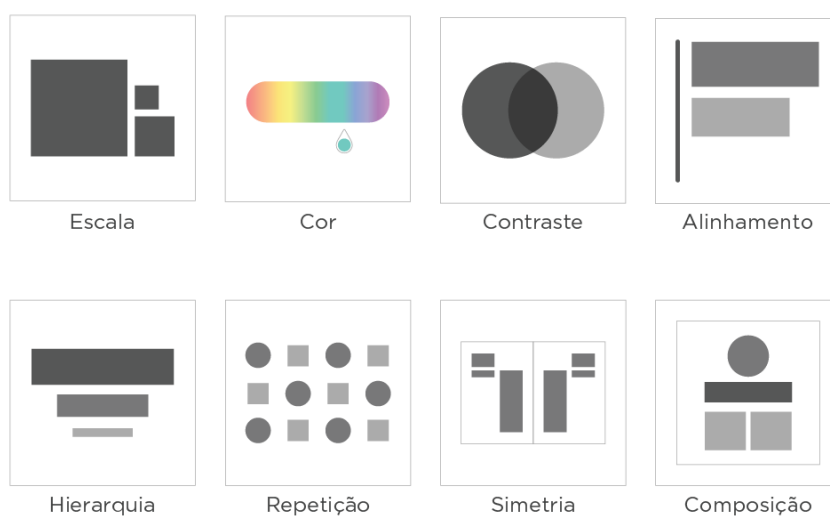 Escala
Cor
Contraste
Alinhamento
Hierarquia
Repetição
Simetria
Composição